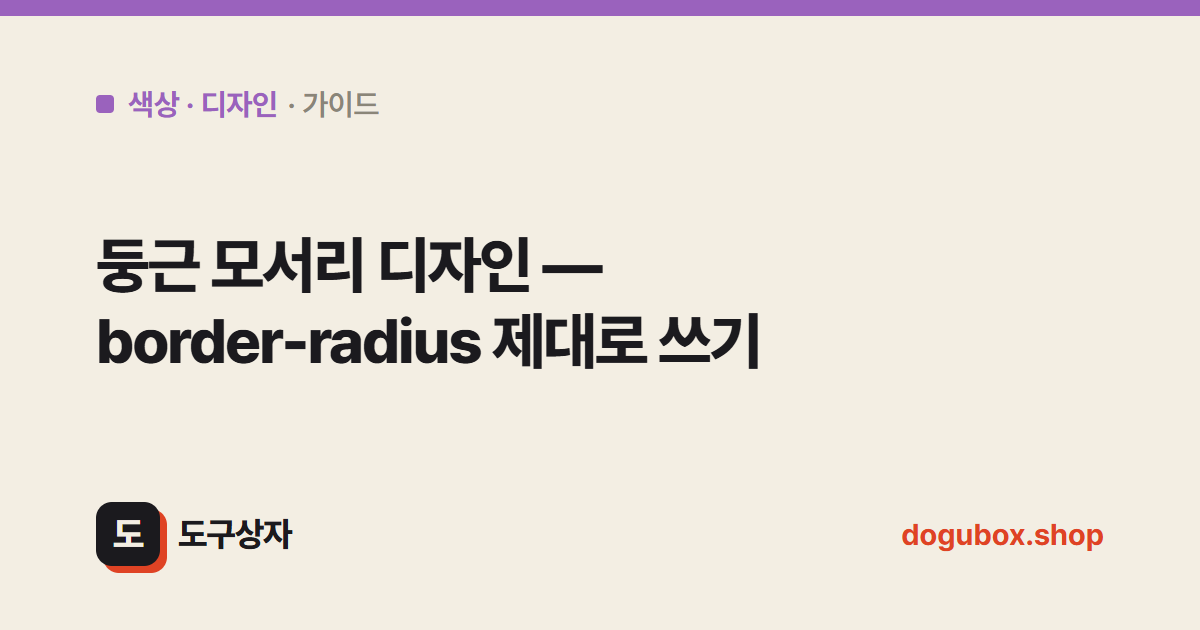 색상 · 디자인 · 가이드
둥근 모서리 디자인 —
border-radius 제대로 쓰기
도 도구상자
dogubox.shop